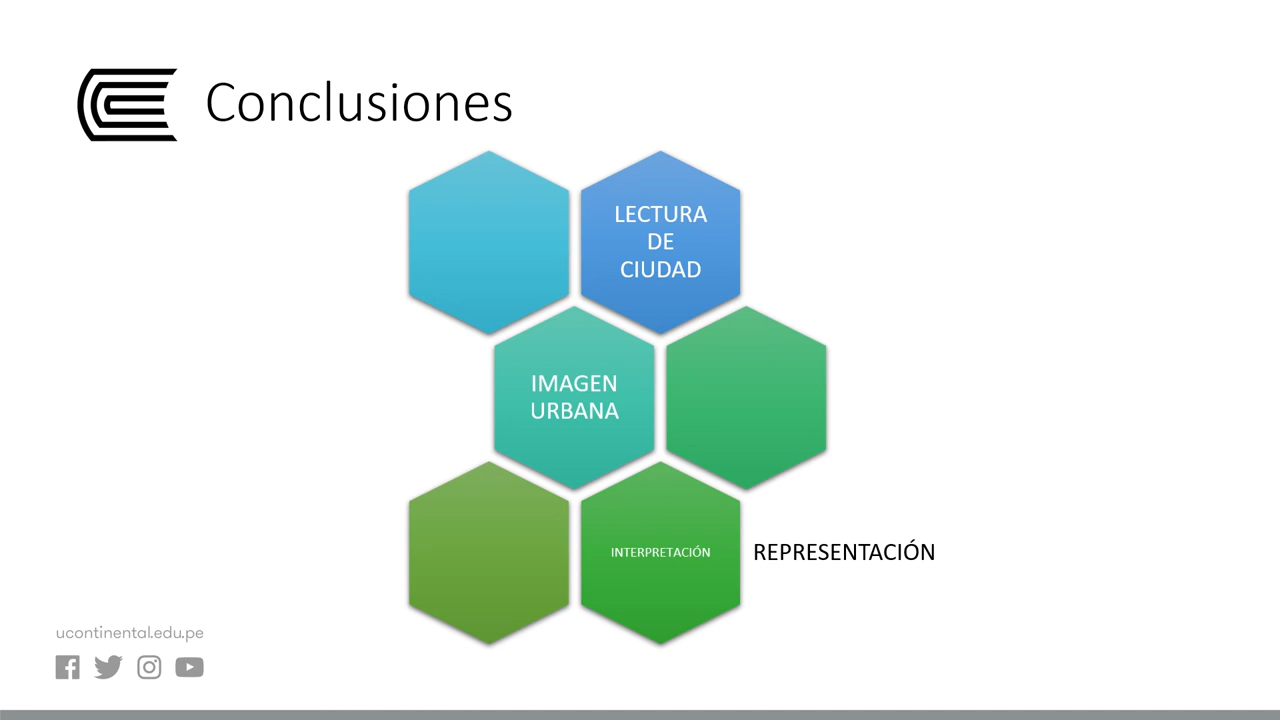 Conclusiones
LECTURA
DE
CIUDAD
IMAGEN
URBANA
INTERPRETACIÓN
REPRESENTACIÓN
ucontinental.edu.pe